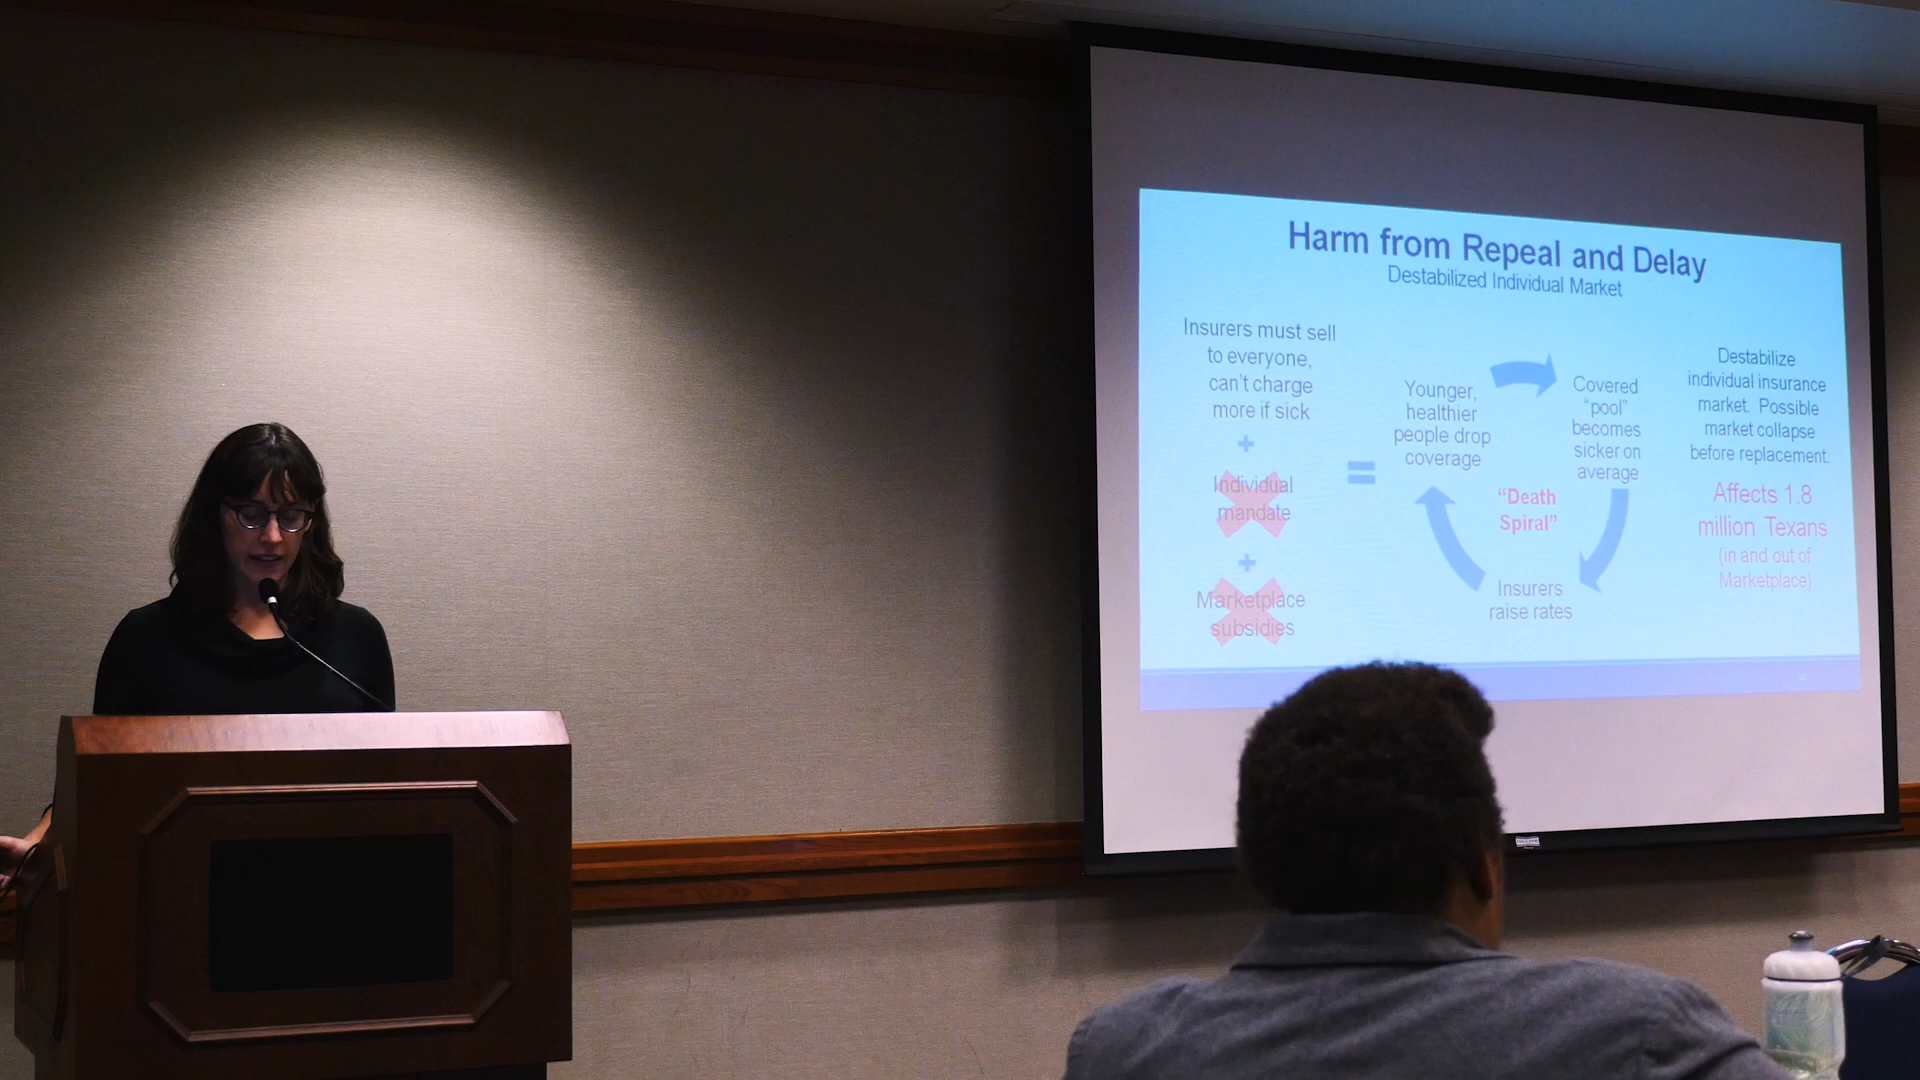 Harm from Repeal and Delay
Destabilized Individual Market
Insurers must sell
to everyone,
can't charge
more if sick
+
Individual
mandate
+
Marketplace
subsidies
=
Younger,
healthier
people drop
coverage
Covered
“pool”
becomes
sicker on
average
“Death
Spiral”
Insurers
raise rates
Destabilize
individual insurance
market. Possible
market collapse
before replacement.
Affects 1.8
million Texans
(in and out of
Marketplace)